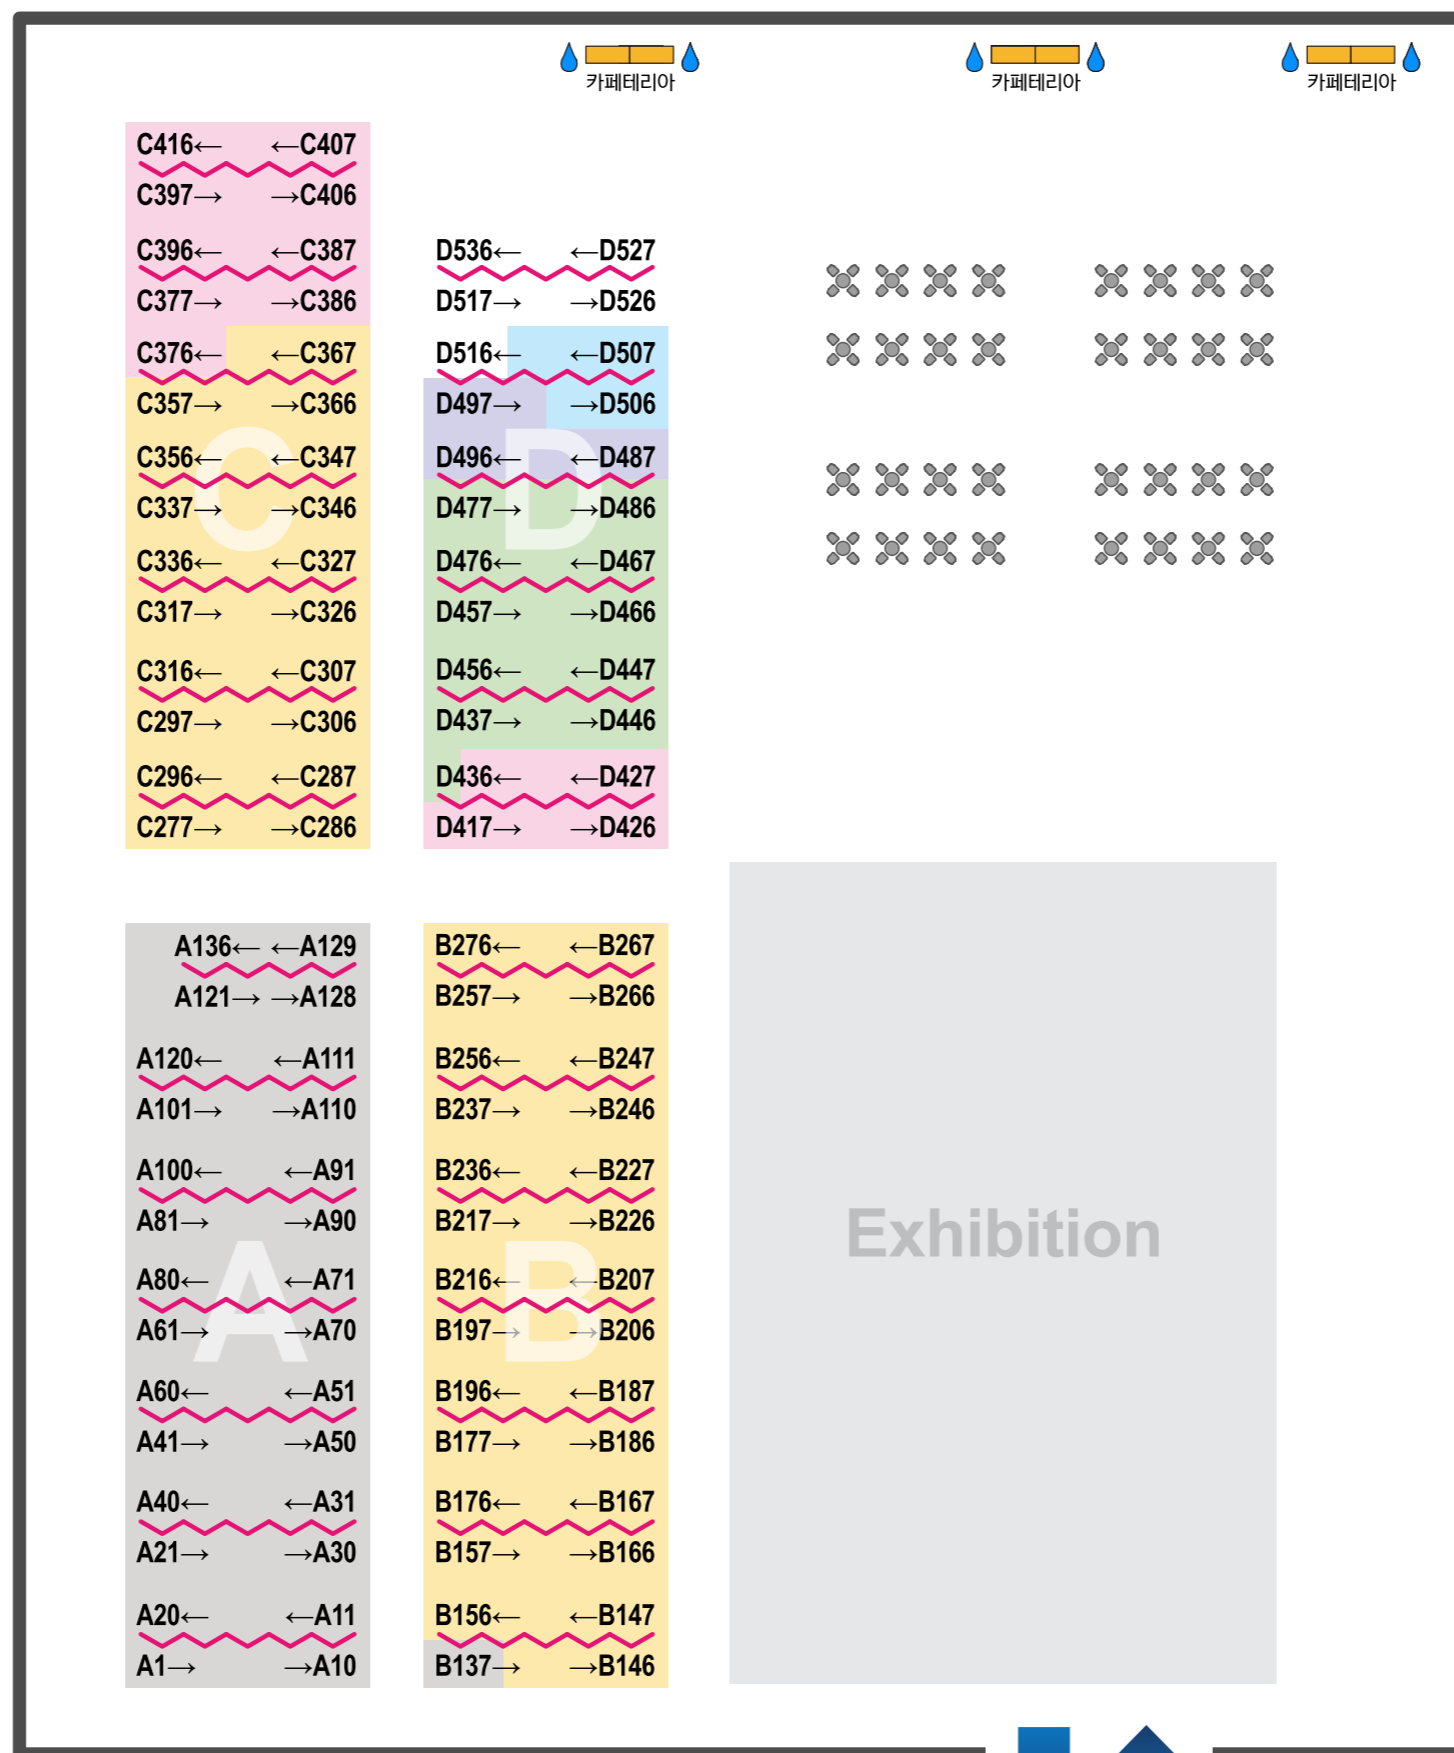 카페테리아 카페테리아 카페테리아
C416← ←C407
C397→ →C406
C396← ←C387
C377→ →C386
C376← ←C367
C357→ →C366
C356← ←C347
C337→ →C346
C336← ←C327
C317→ →C326
C316← ←C307
C297→ →C306
C296← ←C287
C277→ →C286
C
D536← ←D527
D517→ →D526
D516← ←D507
D497→ →D506
D496← ←D487
D477→ →D486
D476← ←D467
D457→ →D466
D456← ←D447
D437→ →D446
D436← ←D427
D417→ →D426
D
A136← ←A129
A121→ →A128
A120← ←A111
A101→ →A110
A100← ←A91
A81→ →A90
A80← ←A71
A61→ →A70
A60← ←A51
A41→ →A50
A40← ←A31
A21→ →A30
A20← ←A11
A1→ →A10
A
B276← ←B267
B257→ →B266
B256← ←B247
B237→ →B246
B236← ←B227
B217→ →B226
B216← ←B207
B197→ →B206
B196← ←B187
B177→ →B186
B176← ←B167
B157→ →B166
B156← ←B147
B137→ →B146
B
Exhibition